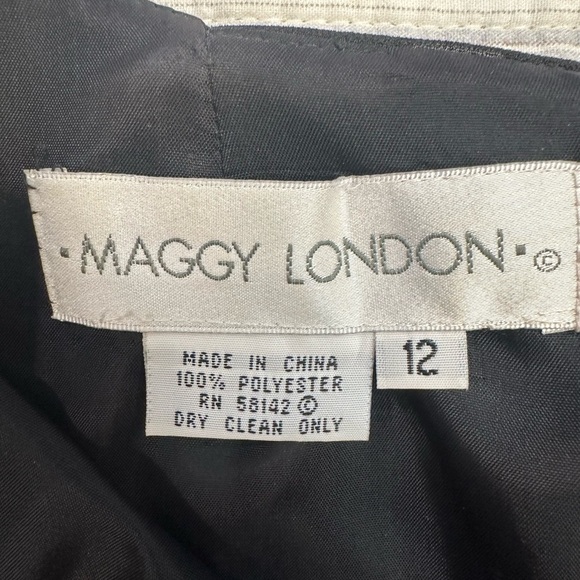 ·MAGGY LONDON·©
MADE IN CHINA
100% POLYESTER
RN 58142 ©
DRY CLEAN ONLY
12